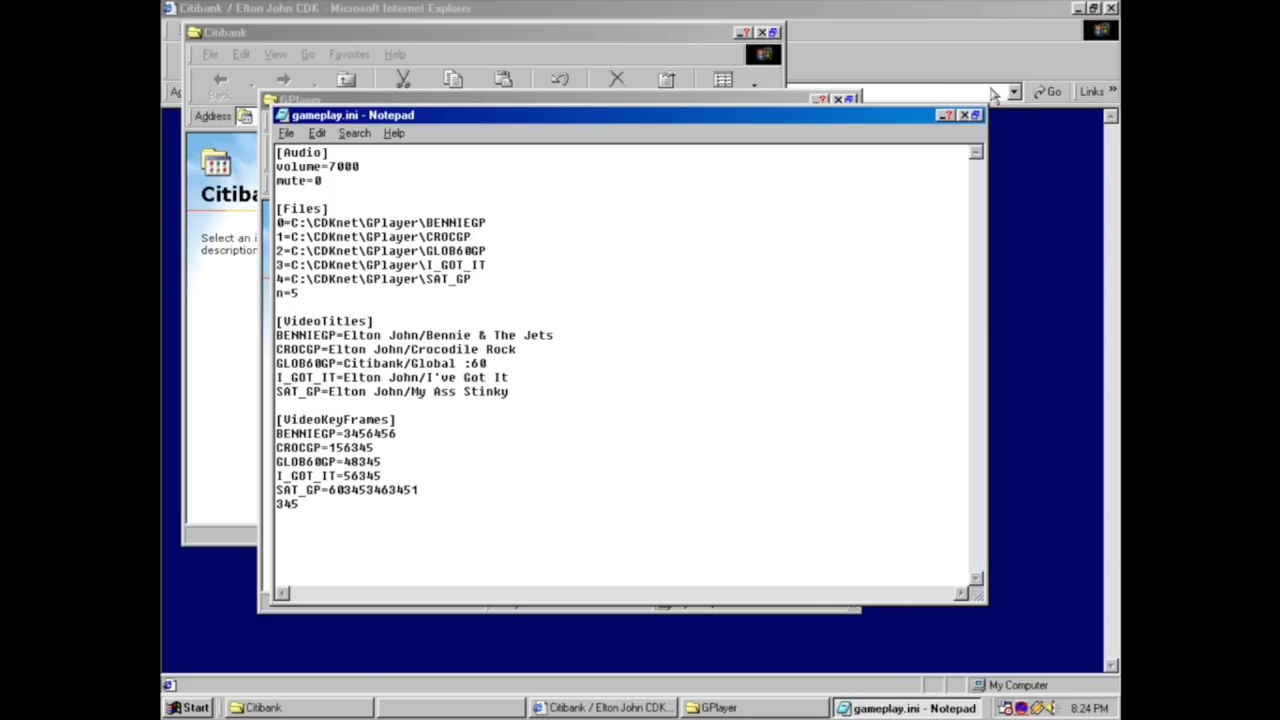 Citibank / Elton John CDK - Microsoft Internet Explorer
Citibank
File Edit View Go Favorites Help
Back
Go
Links »
GPlayer
Address
gameplay.ini - Notepad
File Edit Search Help
Citiba
Select an i
description
[Audio]
volume=7000
mute=0
[Files]
0=C:\CDKnet\GPlayer\BENNIEGP
1=C:\CDKnet\GPlayer\CROCGP
2=C:\CDKnet\GPlayer\GLOB60GP
3=C:\CDKnet\GPlayer\I_GOT_IT
4=C:\CDKnet\GPlayer\SAT_GP
n=5
[VideoTitles]
BENNIEGP=Elton John/Bennie & The Jets
CROCGP=Elton John/Crocodile Rock
GLOB60GP=Citibank/Global :60
I_GOT_IT=Elton John/I've Got It
SAT_GP=Elton John/My Ass Stinky
[VideoKeyFrames]
BENNIEGP=3456456
CROCGP=156345
GLOB60GP=48345
I_GOT_IT=56345
SAT_GP=603453463451
345
My Computer
Start
Citibank
Citibank / Elton John CDK...
GPlayer
gameplay.ini - Notepad
8:24 PM